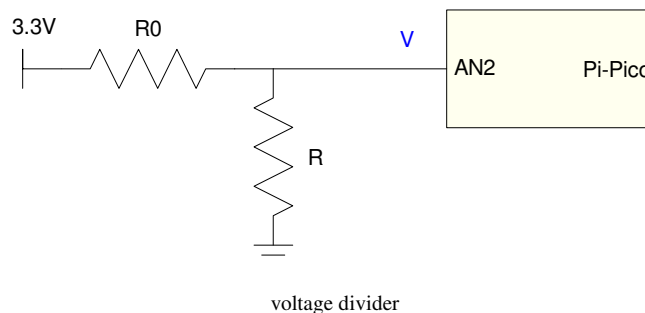 3.3V
R0
V
AN2
Pi-Pico
R
voltage divider